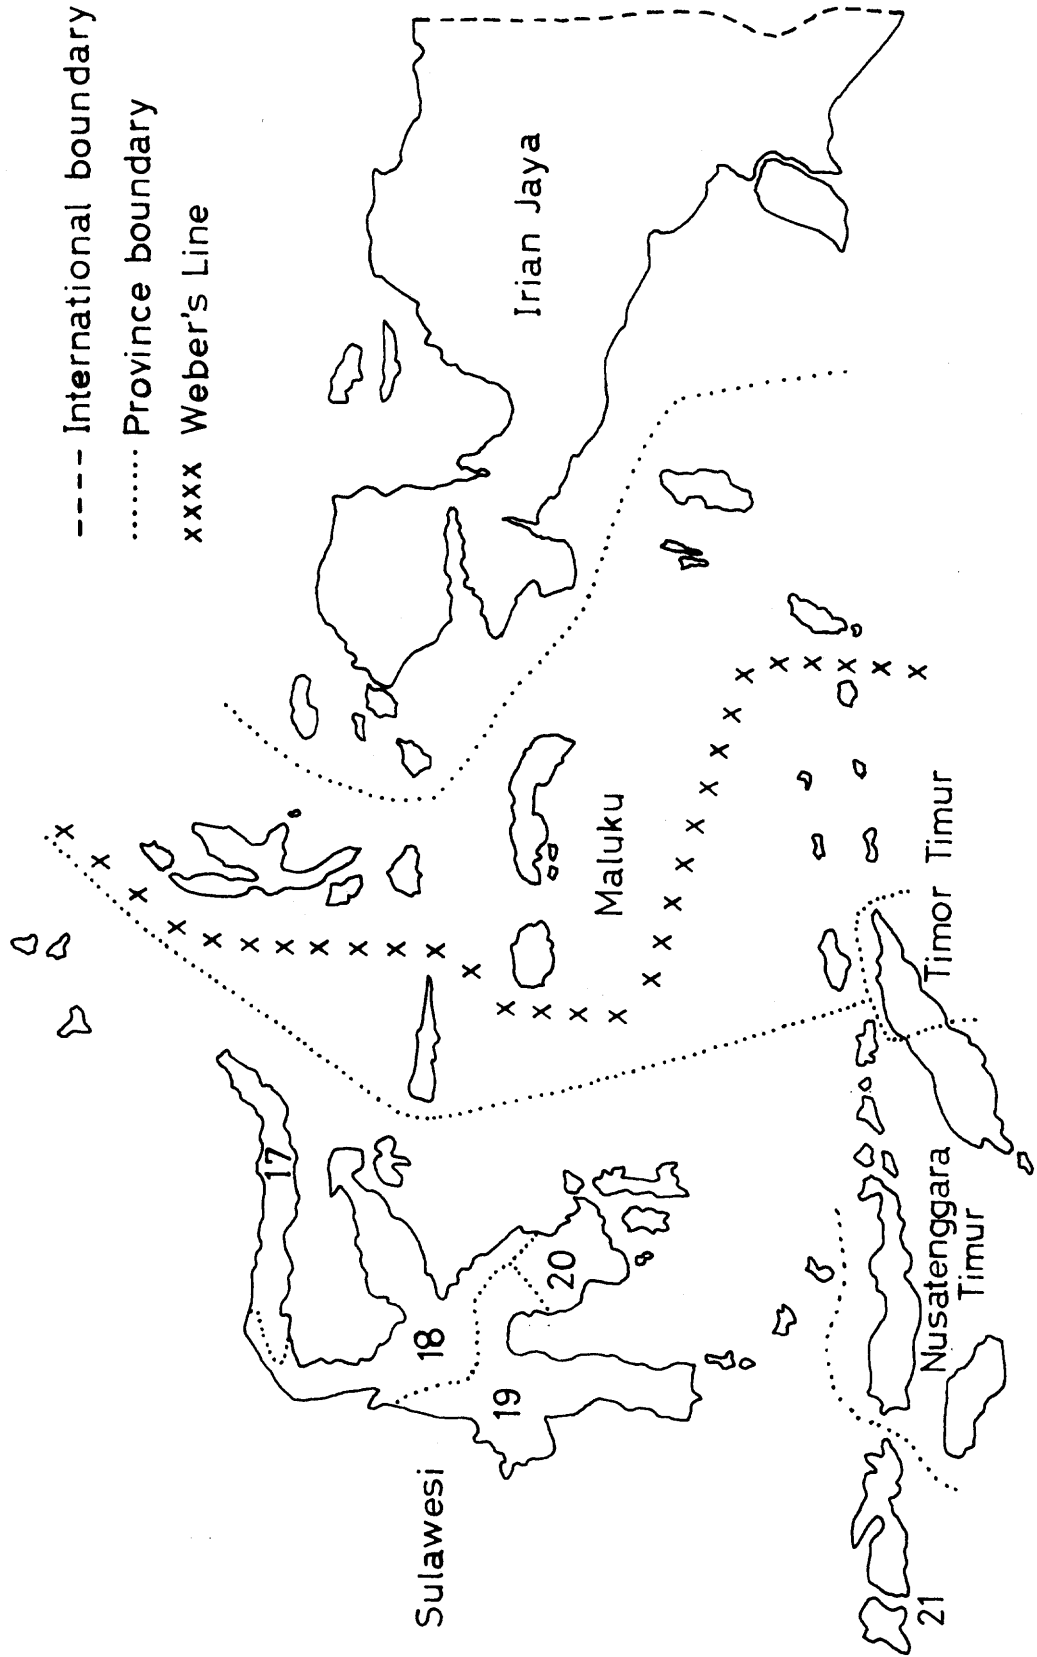 ---- International boundary
....... Province boundary
xxxx Weber's Line
Irian Jaya
Maluku
Timor Timur
Nusatenggara
Timur
Sulawesi
17
18
19
20
21